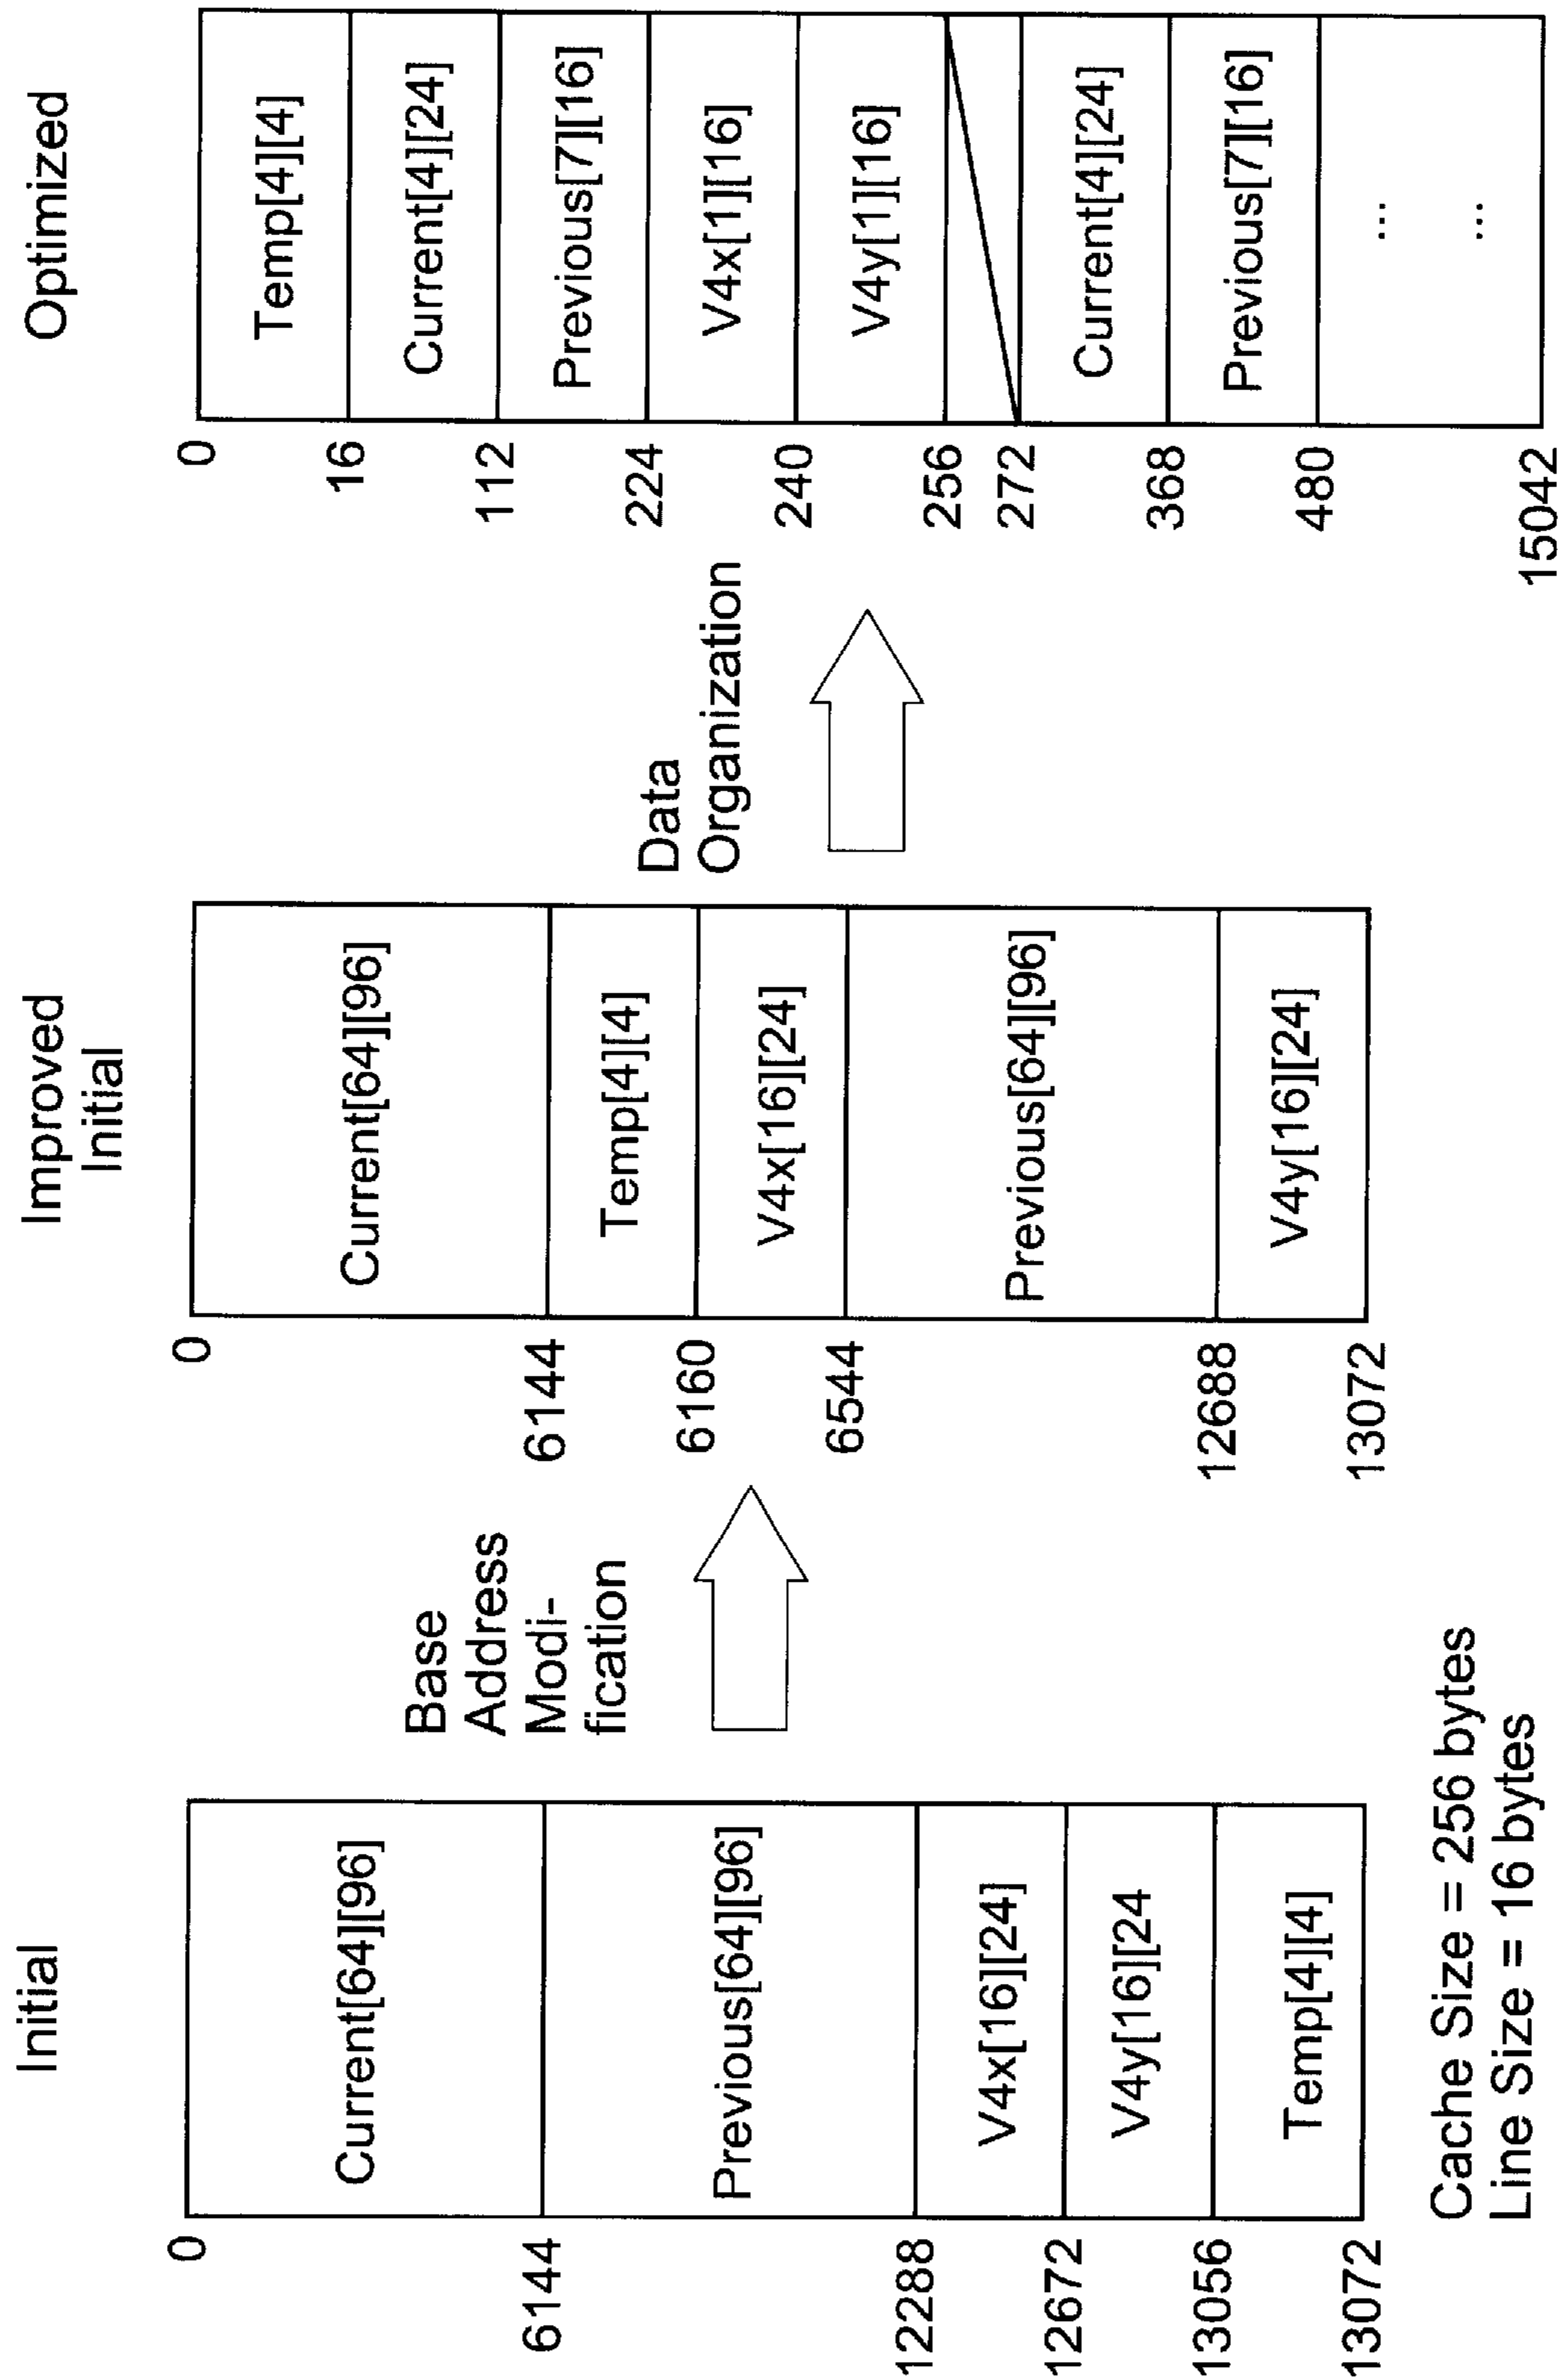 Initial
0
Current[64][96]
6144
Previous[64][96]
12288
V4x[16][24]
12672
V4y[16][24
13056
Temp[4][4]
13072
Cache Size = 256 bytes
Line Size = 16 bytes
Base
Address
Modi-
fication
Improved
Initial
0
Current[64][96]
6144
Temp[4][4]
6160
V4x[16][24]
6544
Previous[64][96]
12688
V4y[16][24]
13072
Data
Organization
Optimized
0
Temp[4][4]
16
Current[4][24]
112
Previous[7][16]
224
V4x[1][16]
240
V4y[1][16]
256
272
Current[4][24]
368
Previous[7][16]
480
...
...
15042